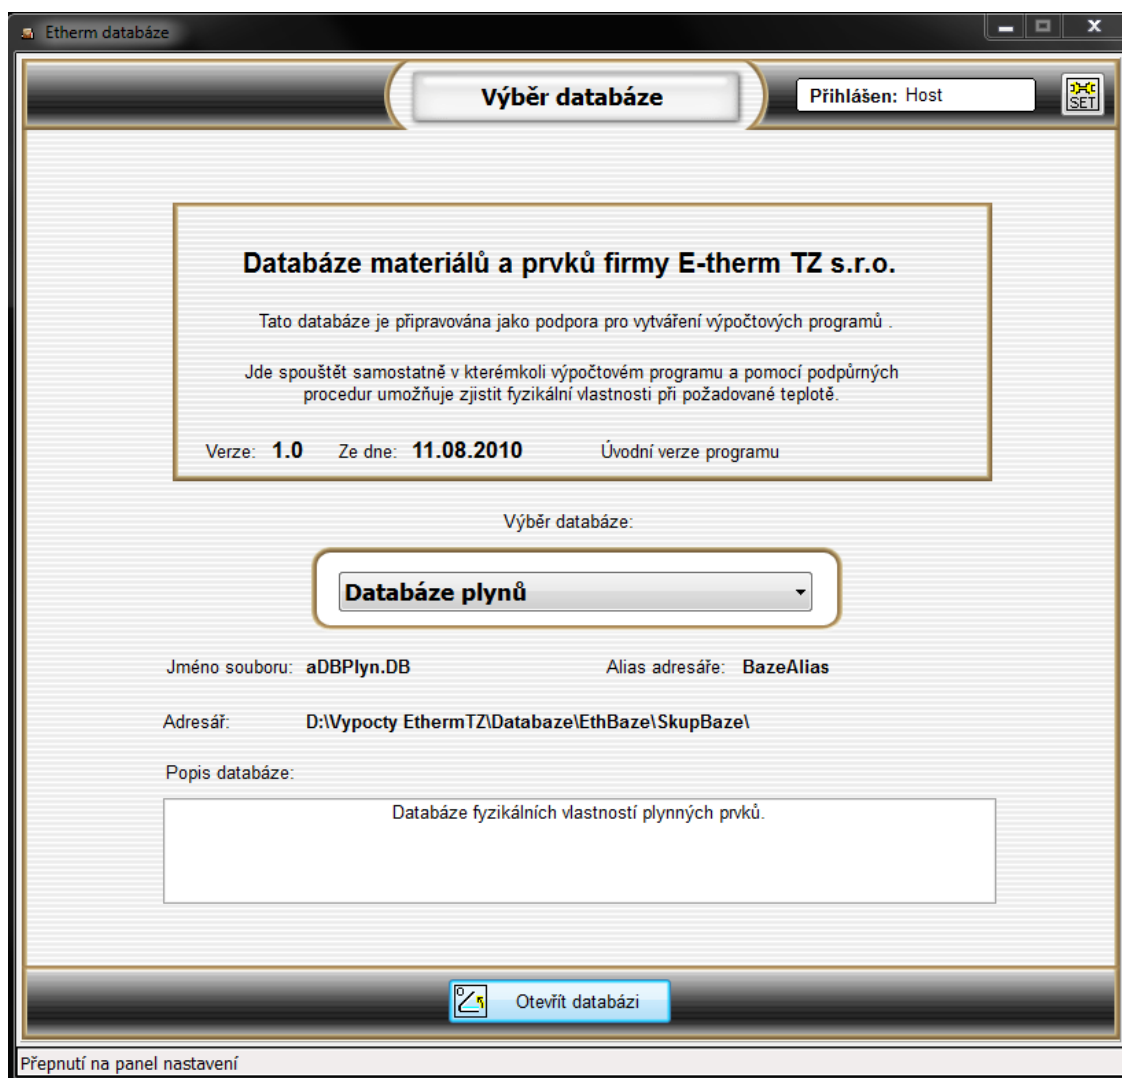 Etherm databáze
Výběr databáze
Přihlášen: Host
SET
Databáze materiálů a prvků firmy E-therm TZ s.r.o.
Tato databáze je připravována jako podpora pro vytváření výpočtových programů .
Jde spouštět samostatně v kterémkoli výpočtovém programu a pomocí podpůrných
procedur umožňuje zjistit fyzikální vlastnosti při požadované teplotě.
Verze: 1.0 Ze dne: 11.08.2010 Úvodní verze programu
Výběr databáze:
Databáze plynů
Jméno souboru: aDBPlyn.DB Alias adresáře: BazeAlias
Adresář: D:\Vypocty EthermTZ\Databaze\EthBaze\SkupBaze\
Popis databáze:
Databáze fyzikálních vlastností plynných prvků.
Otevřít databázi
Přepnutí na panel nastavení